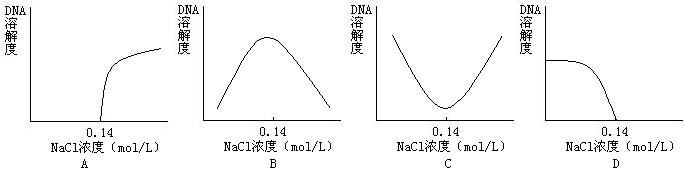 DNA
溶解度
0.14
NaCl浓度（mol/L）
A
DNA
溶解度
0.14
NaCl浓度（mol/L）
B
DNA
溶解度
0.14
NaCl浓度（mol/L）
C
DNA
溶解度
0.14
NaCl浓度（mol/L）
D